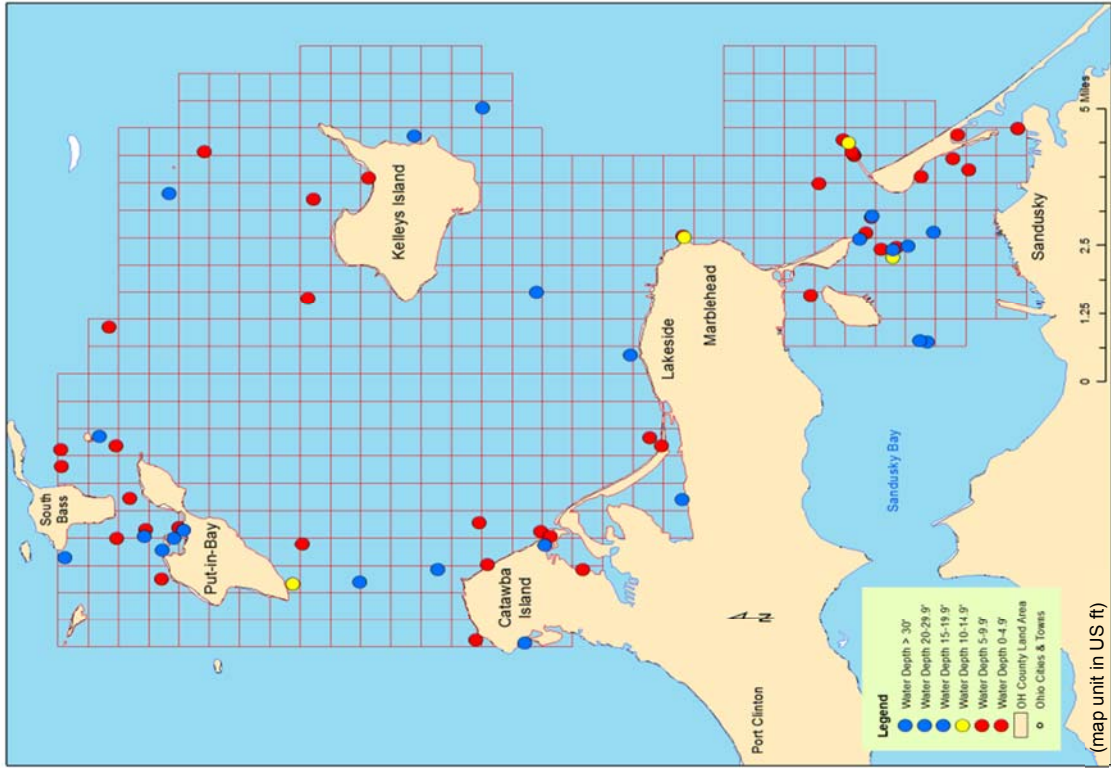 South
Bass
Put-in-Bay
Kelleys Island
Catawba
Island
Lakeside
Marblehead
Port Clinton
Sandusky Bay
Sandusky
N
Legend
Water Depth > 30'
Water Depth 20-29.9'
Water Depth 15-19.9'
Water Depth 10-14.9'
Water Depth 5-9.9'
Water Depth 0-4.9'
OH County Land Area
Ohio Cities & Towns
0 1.25 2.5 5 Miles
(map unit in US ft)